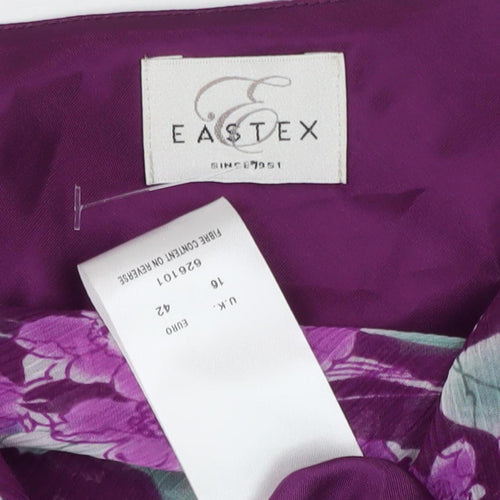 E
EASTEX
SINCE 1951
FIBRE CONTENT ON REVERSE
626101
U.K. 16
EURO 42